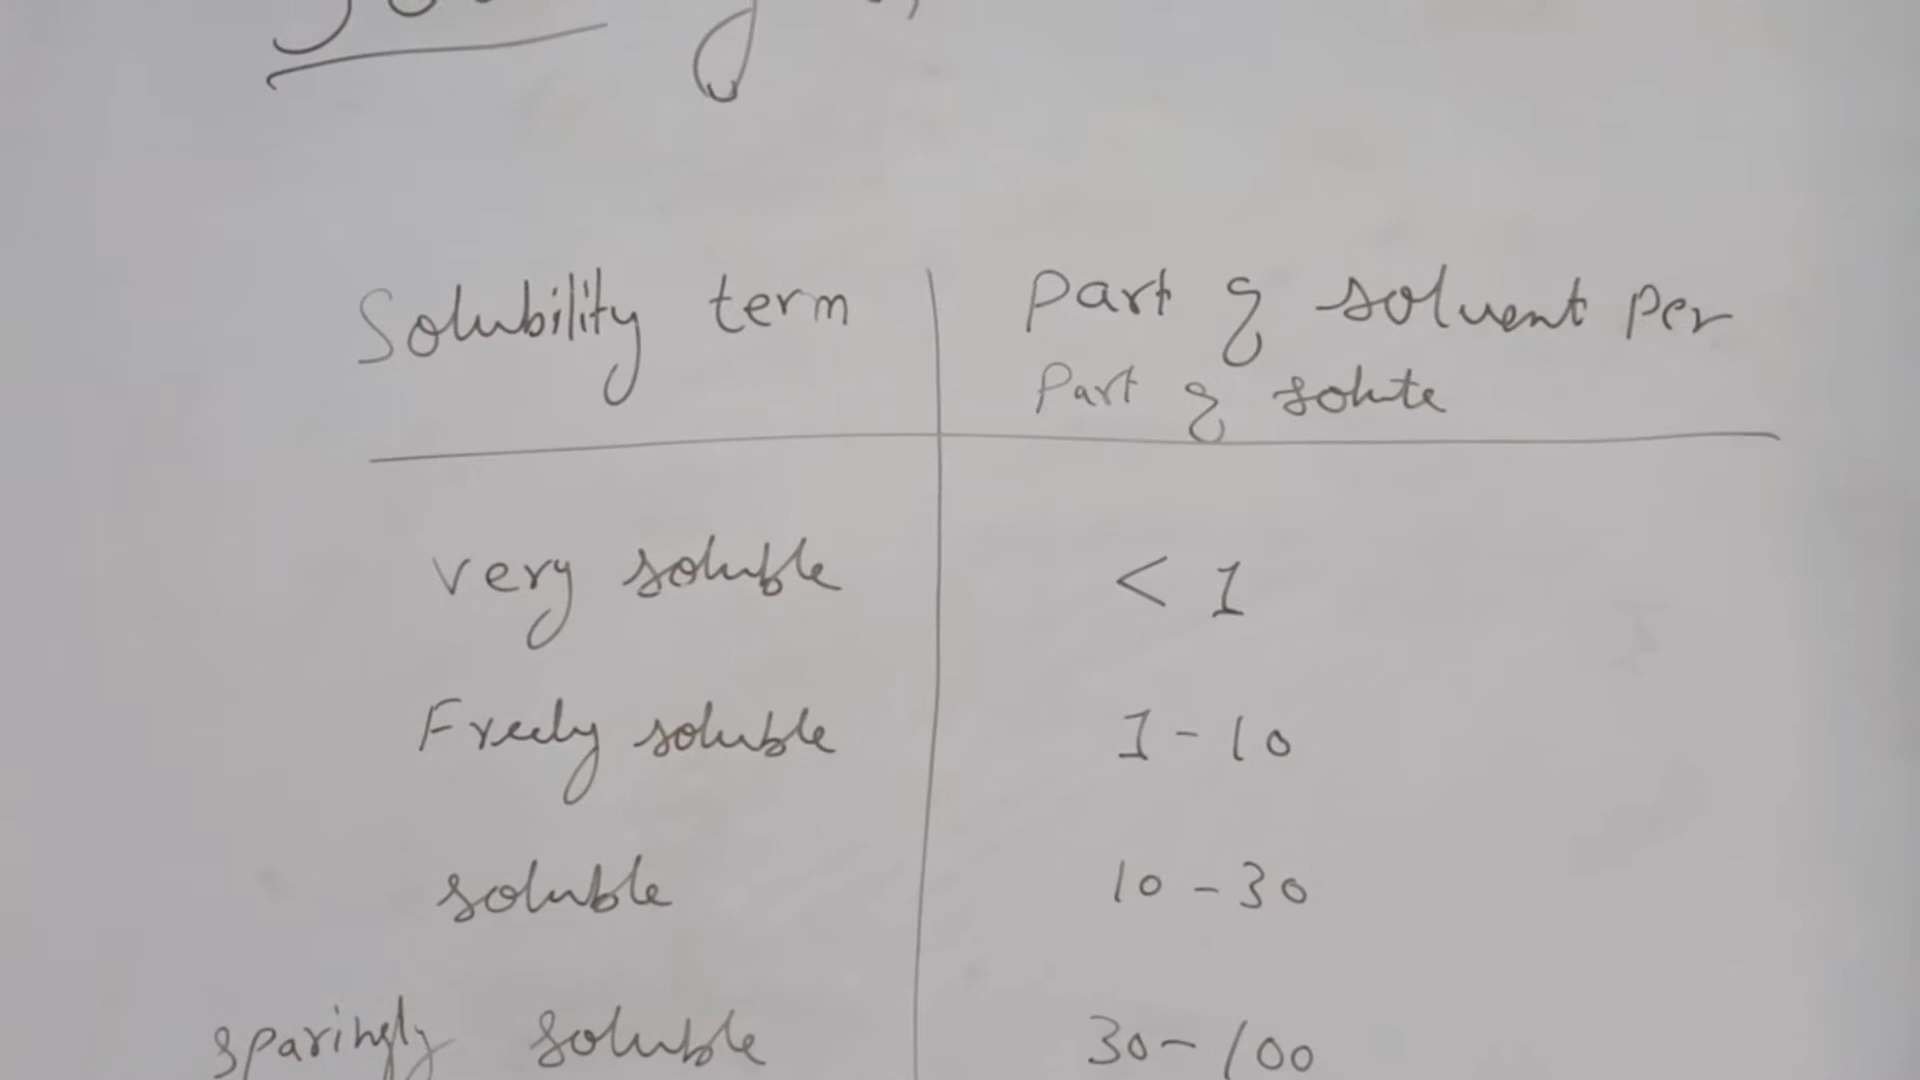 Solubility term
Part of solvent per
Part of solute
very soluble
< 1
Freely soluble
1-10
soluble
10-30
sparingly soluble
30-100